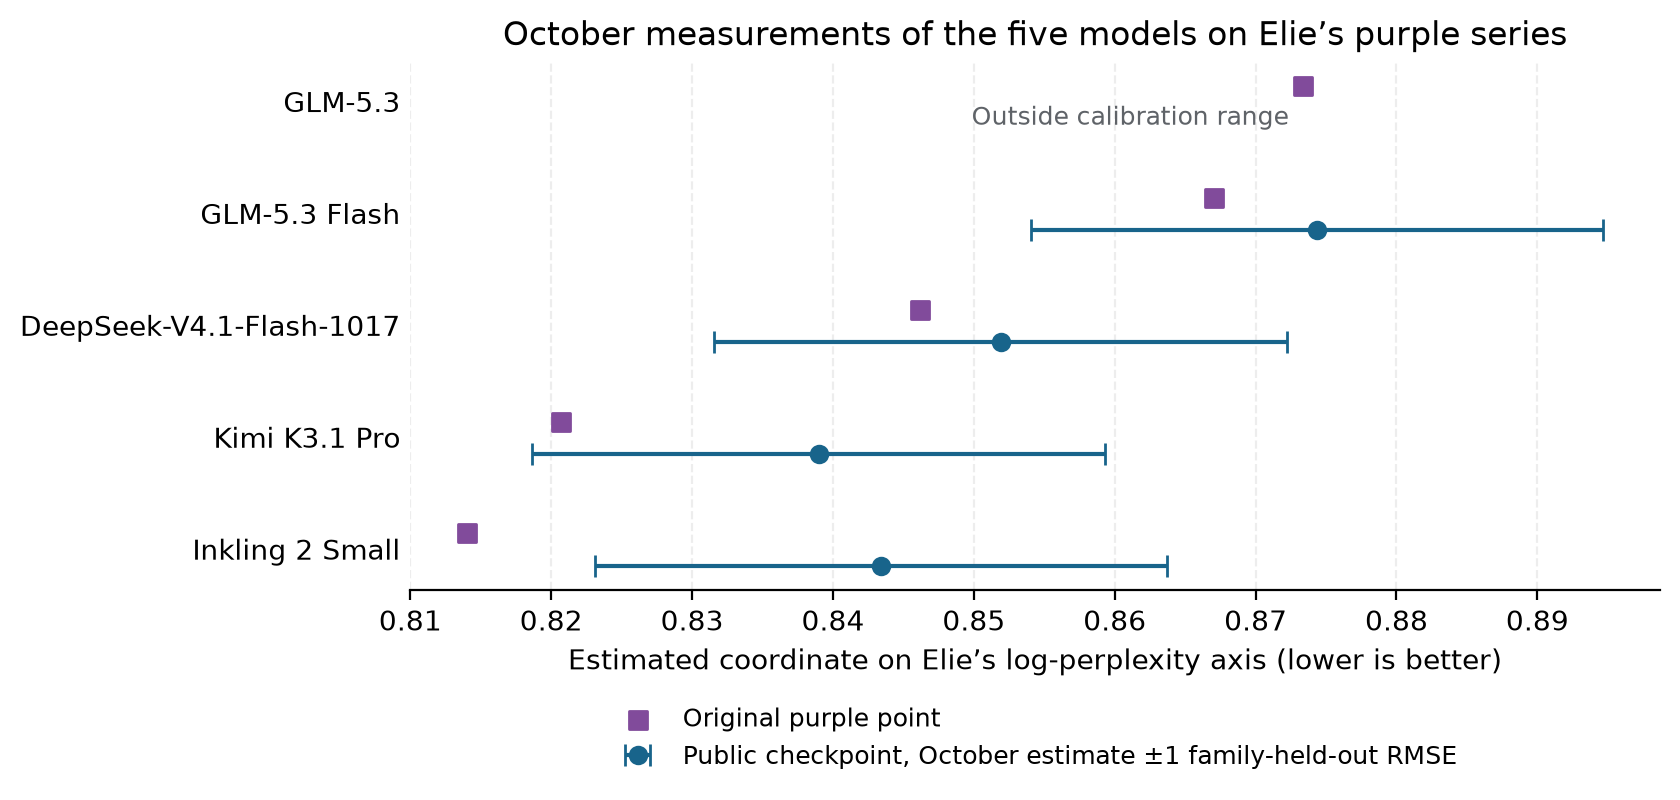 October measurements of the five models on Elie’s purple series
GLM-5.3
Outside calibration range
GLM-5.3 Flash
DeepSeek-V4.1-Flash-1017
Kimi K3.1 Pro
Inkling 2 Small
0.81 0.82 0.83 0.84 0.85 0.86 0.87 0.88 0.89
Estimated coordinate on Elie’s log-perplexity axis (lower is better)
Original purple point
Public checkpoint, October estimate ±1 family-held-out RMSE